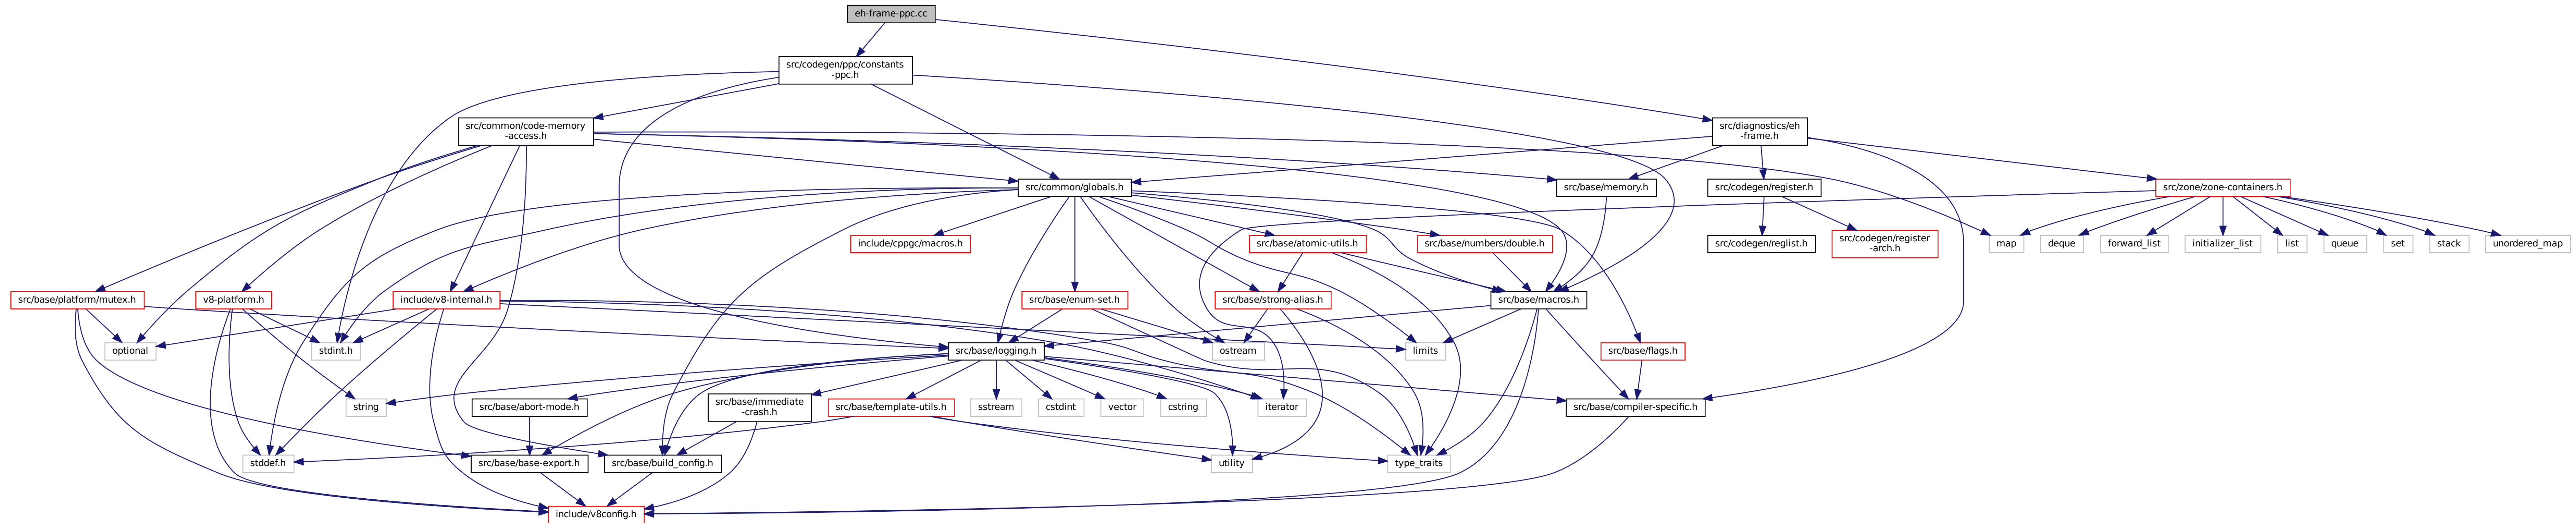 eh-frame-ppc.cc
src/codegen/ppc/constants
-ppc.h
src/common/code-memory
-access.h
src/diagnostics/eh
-frame.h
src/common/globals.h
src/base/memory.h
src/codegen/register.h
src/zone/zone-containers.h
include/cppgc/macros.h
src/base/atomic-utils.h
src/base/numbers/double.h
src/codegen/reglist.h
src/codegen/register
-arch.h
map
deque
forward_list
initializer_list
list
queue
set
stack
unordered_map
src/base/platform/mutex.h
v8-platform.h
include/v8-internal.h
src/base/enum-set.h
src/base/strong-alias.h
src/base/macros.h
optional
stdint.h
src/base/logging.h
ostream
limits
src/base/flags.h
string
src/base/abort-mode.h
src/base/immediate
-crash.h
src/base/template-utils.h
sstream
cstdint
vector
cstring
iterator
src/base/compiler-specific.h
stddef.h
src/base/base-export.h
src/base/build_config.h
utility
type_traits
include/v8config.h